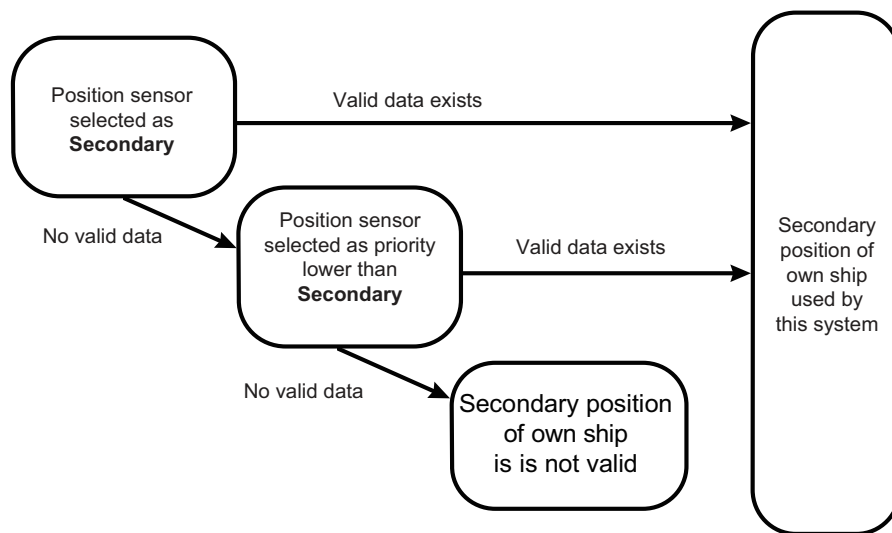 Position sensor
selected as
Secondary
Valid data exists
No valid data
Position sensor
selected as priority
lower than
Secondary
Valid data exists
No valid data
Secondary position
of own ship
is is not valid
Secondary
position of
own ship
used by
this system